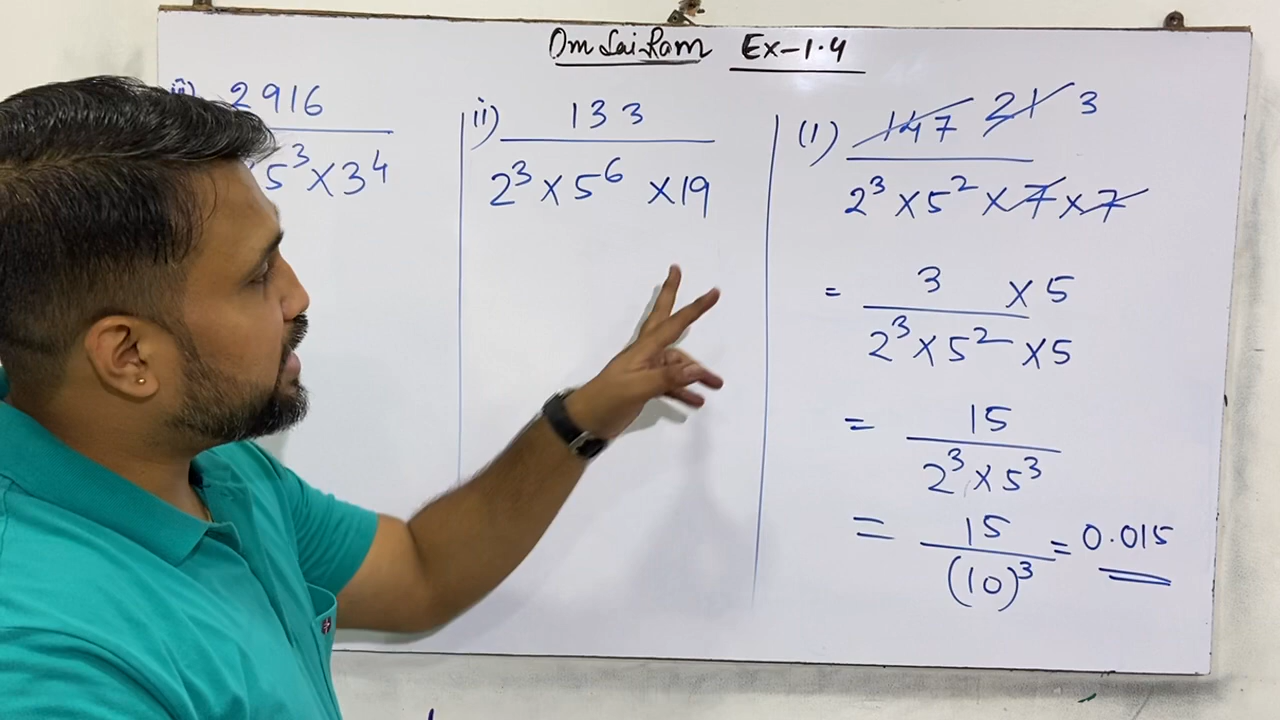 Om Sai Ram Ex-1.4
2916
5³×3⁴
ii) 133
2³×5⁶ ×19
(1) 147 21 3
2³×5²×7×7
= 3 ×5
2³×5²×5
= 15
2³×5³
= 15 = 0.015
(10)³